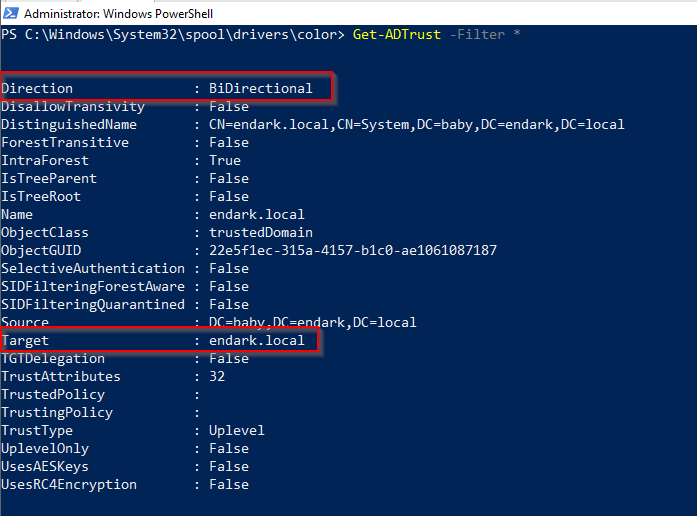 Administrator: Windows PowerShell
PS C:\Windows\System32\spool\drivers\color> Get-ADTrust -Filter *
Direction : BiDirectional
DisallowTransivity : False
DistinguishedName : CN=endark.local,CN=System,DC=baby,DC=endark,DC=local
ForestTransitive : False
IntraForest : True
IsTreeParent : False
IsTreeRoot : False
Name : endark.local
ObjectClass : trustedDomain
ObjectGUID : 22e5f1ec-315a-4157-b1c0-ae1061087187
SelectiveAuthentication : False
SIDFilteringForestAware : False
SIDFilteringQuarantined : False
Source : DC=baby,DC=endark,DC=local
Target : endark.local
TGTDelegation : False
TrustAttributes : 32
TrustedPolicy :
TrustingPolicy :
TrustType : Uplevel
UplevelOnly : False
UsesAESKeys : False
UsesRC4Encryption : False